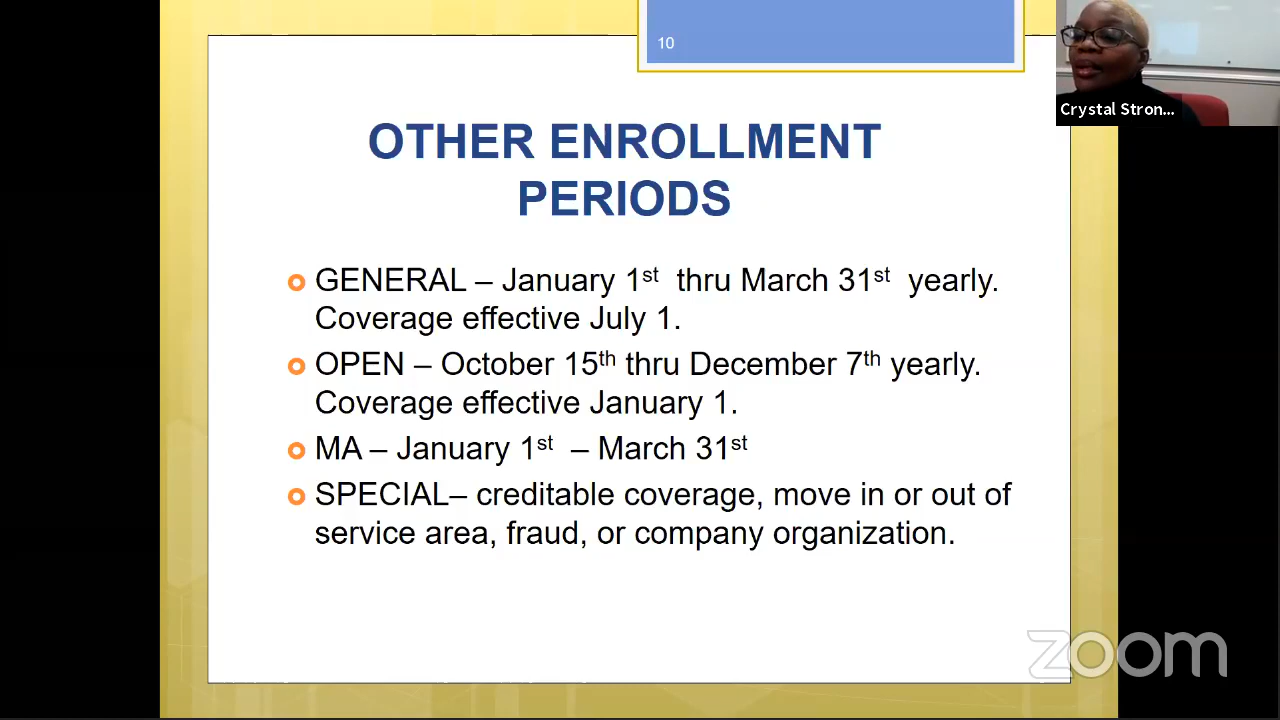 10
Crystal Stron...
OTHER ENROLLMENT
PERIODS
GENERAL – January 1st thru March 31st yearly.
Coverage effective July 1.
OPEN – October 15th thru December 7th yearly.
Coverage effective January 1.
MA – January 1st – March 31st
SPECIAL– creditable coverage, move in or out of
service area, fraud, or company organization.
zoom